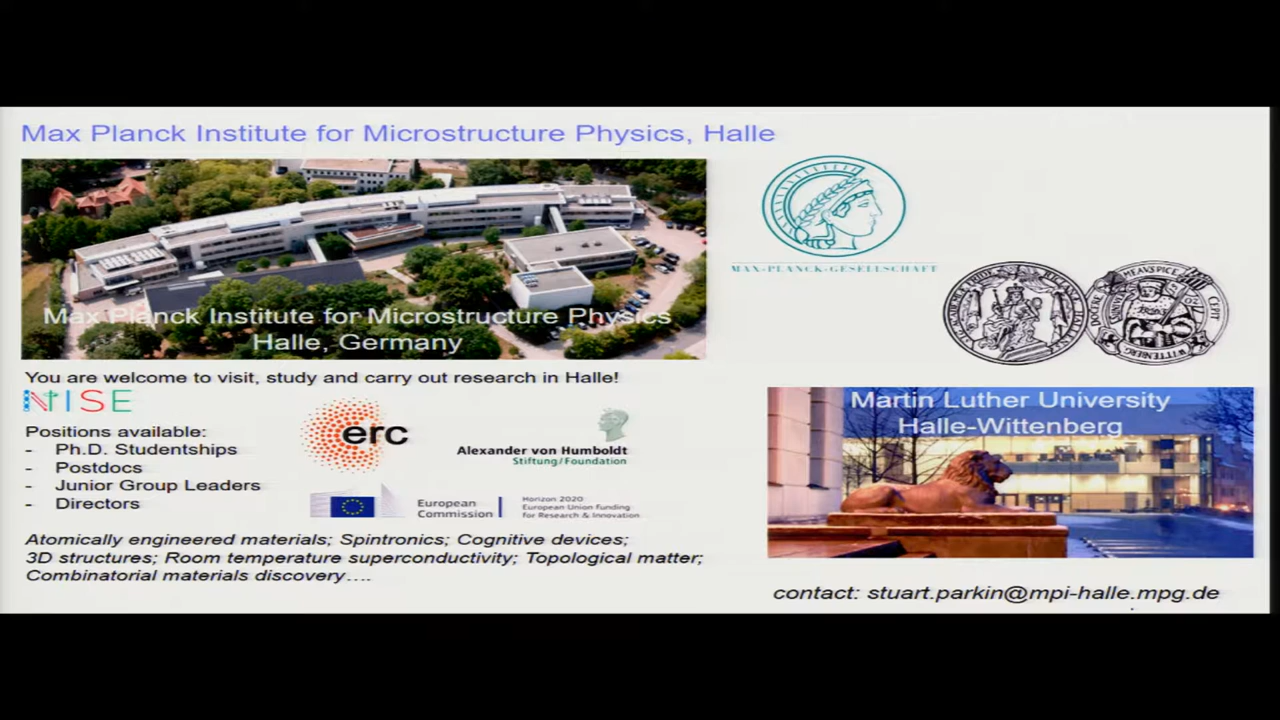 Max Planck Institute for Microstructure Physics, Halle
Max Planck Institute for Microstructure Physics
Halle, Germany
MAX-PLANCK-GESELLSCHAFT
You are welcome to visit, study and carry out research in Halle!
NISE
Positions available:
- Ph.D. Studentships
- Postdocs
- Junior Group Leaders
- Directors
erc
Alexander von Humboldt
Stiftung/Foundation
European
Commission
Horizon 2020
European Union funding
for Research & Innovation
Atomically engineered materials; Spintronics; Cognitive devices;
3D structures; Room temperature superconductivity; Topological matter;
Combinatorial materials discovery....
Martin Luther University
Halle-Wittenberg
contact: stuart.parkin@mpi-halle.mpg.de